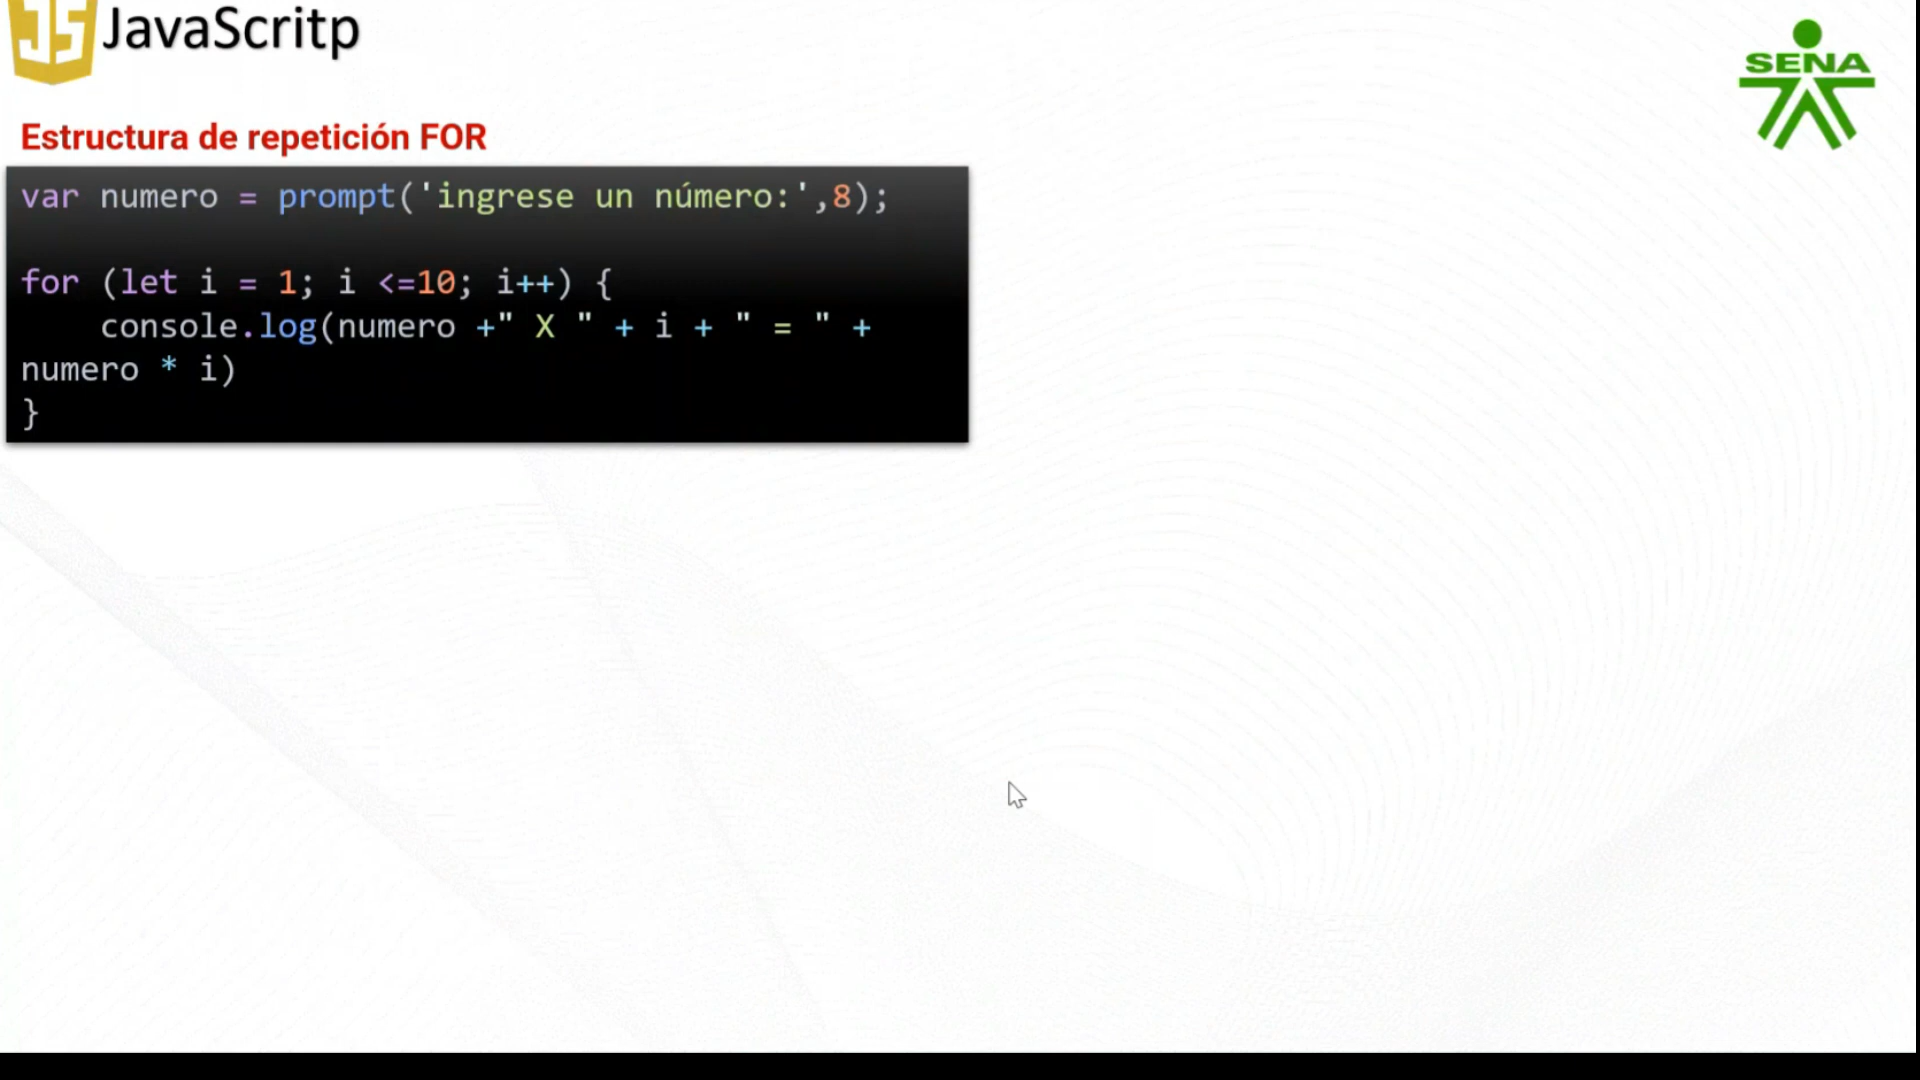 JS JavaScritp
SENA
Estructura de repetición FOR
var numero = prompt('ingrese un número:',8);
for (let i = 1; i <=10; i++) {
    console.log(numero +" X " + i + " = " +
numero * i)
}